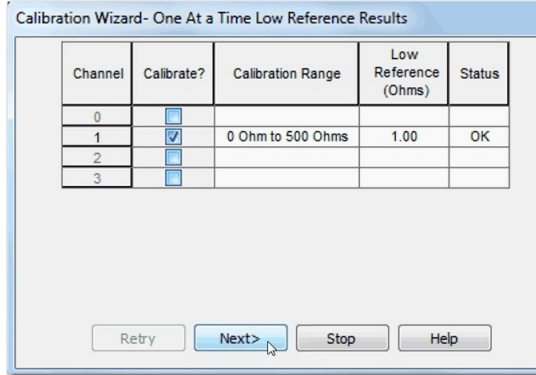 Calibration Wizard- One At a Time Low Reference Results
Channel Calibrate? Calibration Range Low Reference (Ohms) Status
0
1 0 Ohm to 500 Ohms 1.00 OK
2
3
Retry Next> Stop Help